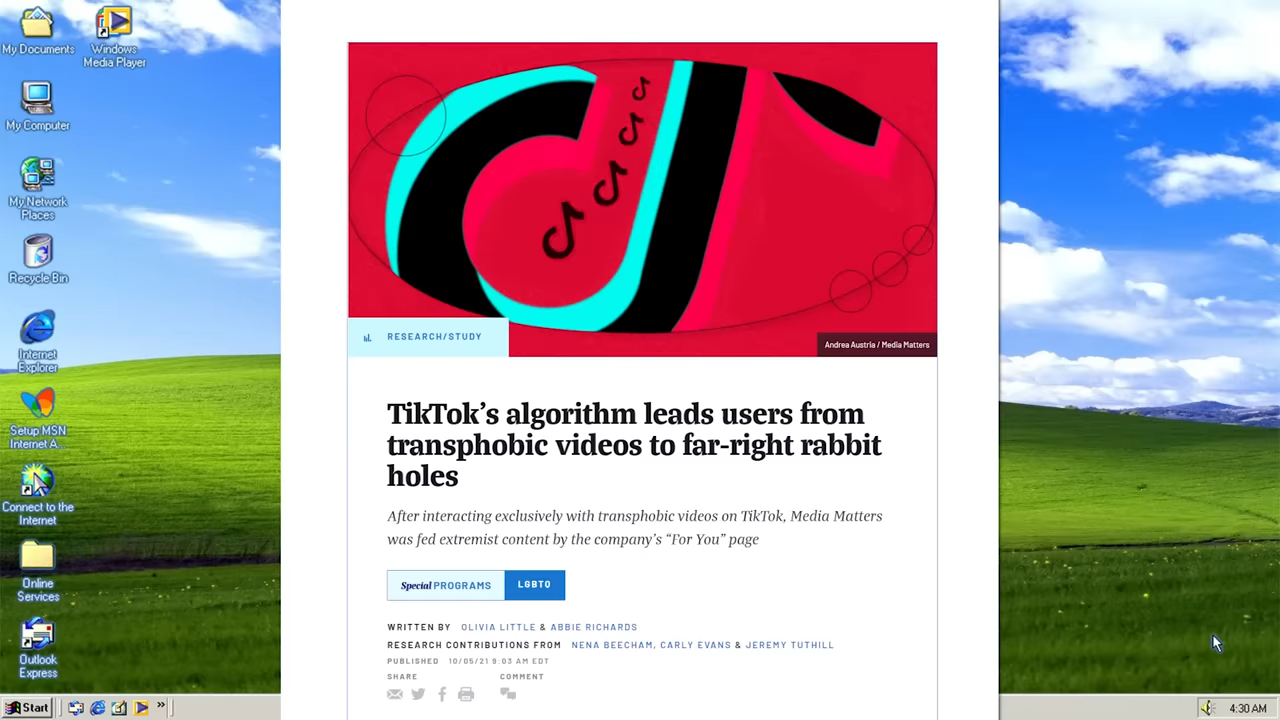 My Documents
Windows
Media Player
My Computer
My Network
Places
Recycle Bin
Internet
Explorer
Setup MSN
Internet A...
Connect to the
Internet
Online
Services
Outlook
Express
RESEARCH/STUDY
Andrea Austria / Media Matters
TikTok’s algorithm leads users from
transphobic videos to far-right rabbit
holes
After interacting exclusively with transphobic videos on TikTok, Media Matters
was fed extremist content by the company’s “For You” page
Special PROGRAMS LGBTQ
WRITTEN BY OLIVIA LITTLE & ABBIE RICHARDS
RESEARCH CONTRIBUTIONS FROM NENA BEECHAM, CARLY EVANS & JEREMY TUTHILL
PUBLISHED 10/05/21 9:03 AM EDT
SHARE COMMENT
Start
4:30 AM